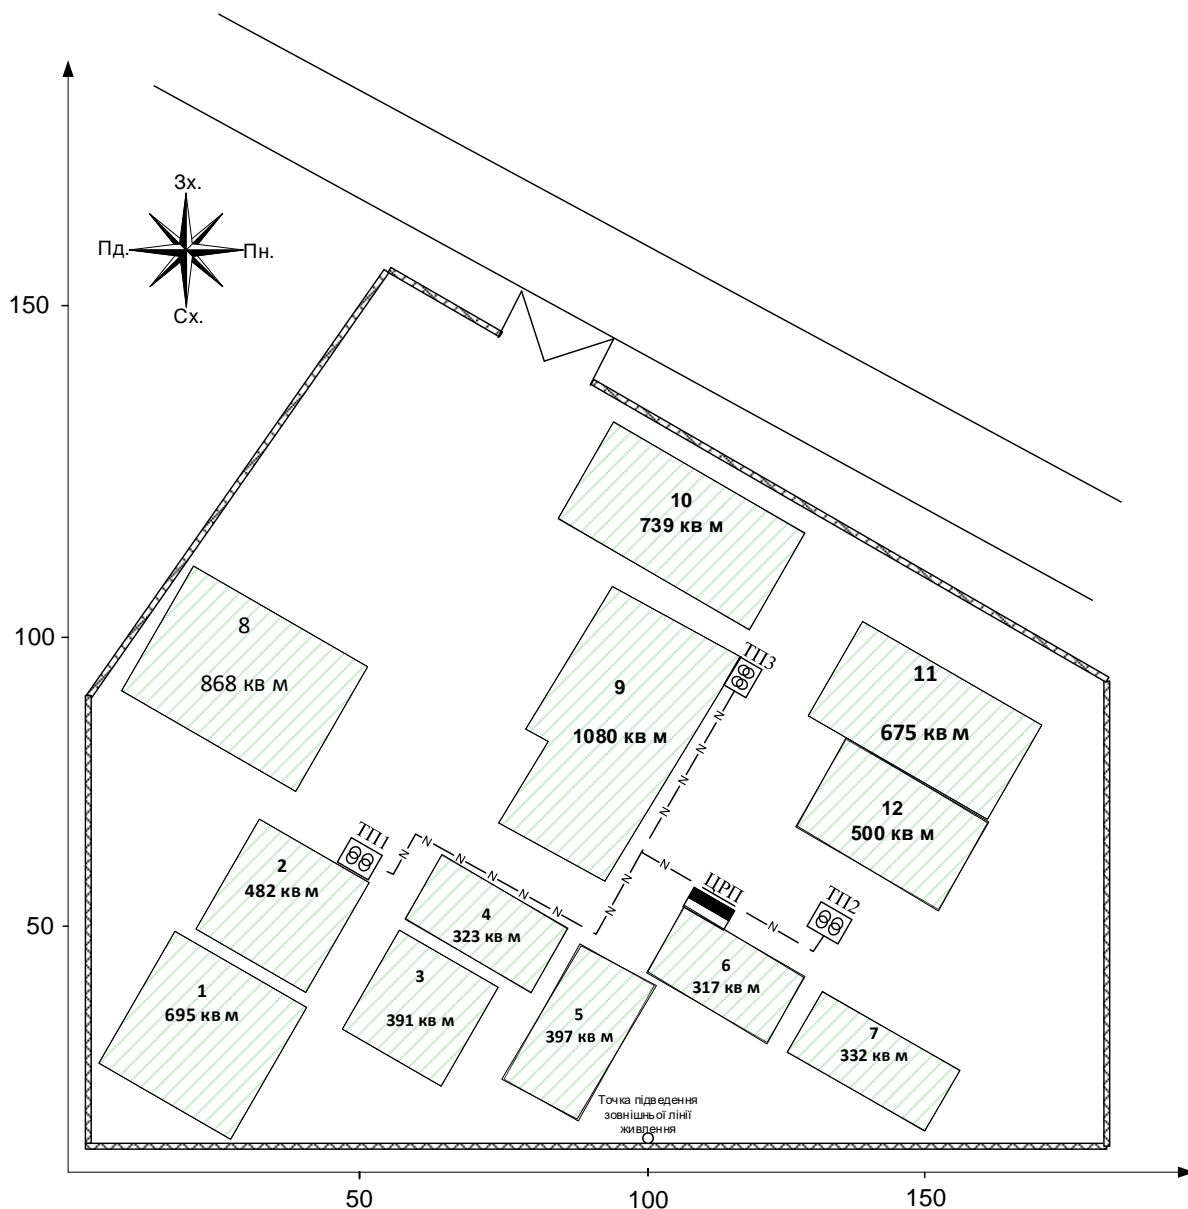 Зх.
Пд.
Пн.
Сх.
150
10
739 кв м
8
868 кв м
100
ТП3
9
1080 кв м
11
675 кв м
12
500 кв м
ТП1
2
482 кв м
N
N
N
N
N
N
N
N
N
N
N
N
N
N
ЦРП
ТП2
50
4
323 кв м
1
695 кв м
3
391 кв м
5
397 кв м
6
317 кв м
7
332 кв м
Точка підведення
зовнішньої лінії
живлення
50
100
150